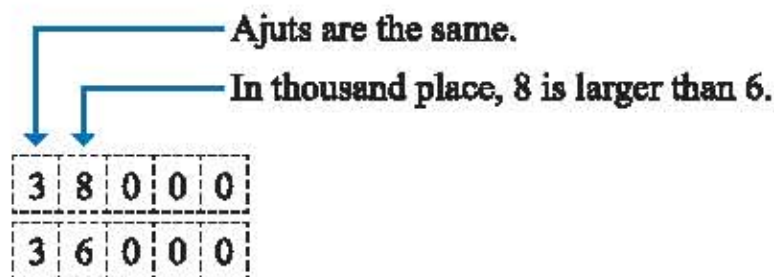 Ajuts are the same.
In thousand place, 8 is larger than 6.
3 8 0 0 0
3 6 0 0 0